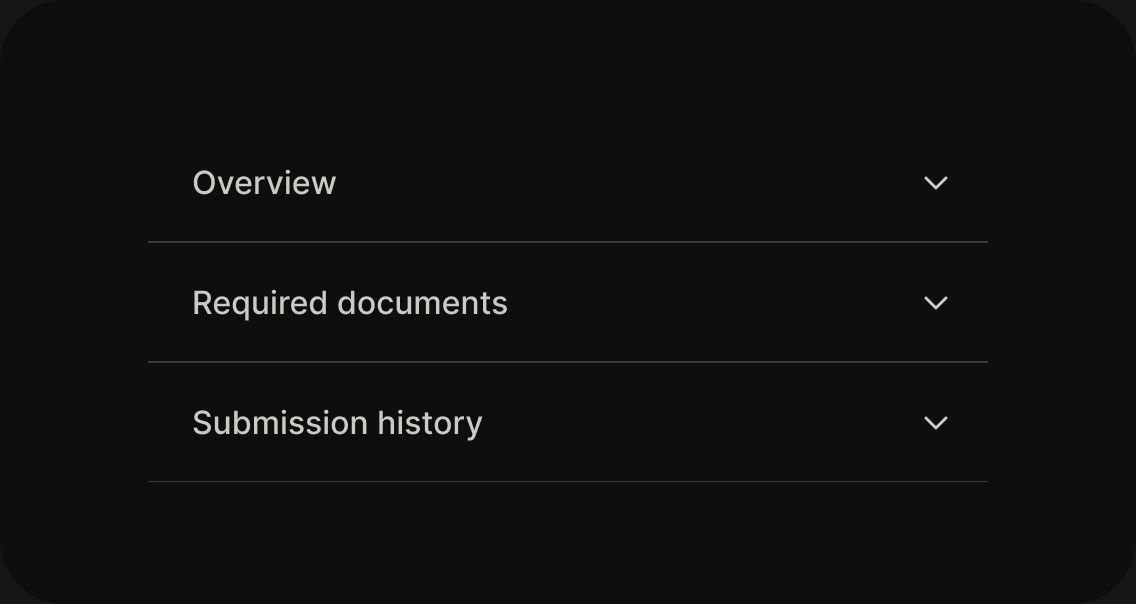 Overview
Required documents
Submission history